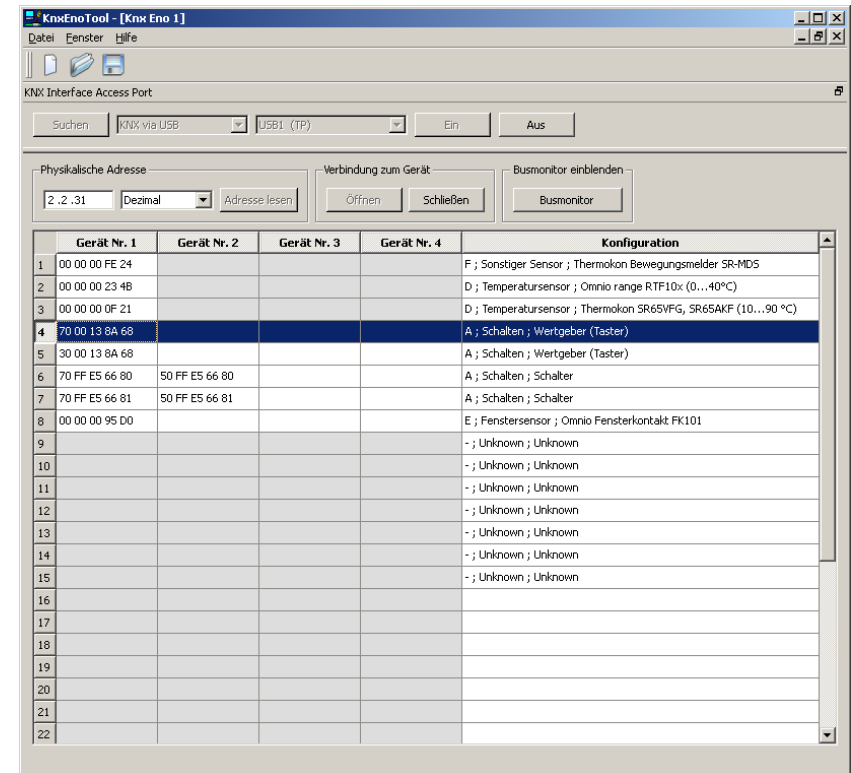 KnxEnoTool - [Knx Eno 1]
Datei Fenster Hilfe
KNX Interface Access Port
Suchen KNX via USB USB1 (TP) Ein Aus
Physikalische Adresse Verbindung zum Gerät Busmonitor einblenden
2 .2 .31 Dezimal Adresse lesen Öffnen Schließen Busmonitor
Gerät Nr. 1 Gerät Nr. 2 Gerät Nr. 3 Gerät Nr. 4 Konfiguration
1 00 00 00 FE 24 F ; Sonstiger Sensor ; Thermokon Bewegungsmelder SR-MDS
2 00 00 00 23 4B D ; Temperatursensor ; Omnio range RTF10x (0...40°C)
3 00 00 00 0F 21 D ; Temperatursensor ; Thermokon SR65VFG, SR65AKF (10...90 °C)
4 70 00 13 8A 68 A ; Schalten ; Wertgeber (Taster)
5 30 00 13 8A 68 A ; Schalten ; Wertgeber (Taster)
6 70 FF E5 66 80 50 FF E5 66 80 A ; Schalten ; Schalter
7 70 FF E5 66 81 50 FF E5 66 81 A ; Schalten ; Schalter
8 00 00 00 95 D0 E ; Fenstersensor ; Omnio Fensterkontakt FK101
9 - ; Unknown ; Unknown
10 - ; Unknown ; Unknown
11 - ; Unknown ; Unknown
12 - ; Unknown ; Unknown
13 - ; Unknown ; Unknown
14 - ; Unknown ; Unknown
15 - ; Unknown ; Unknown
16
17
18
19
20
21
22